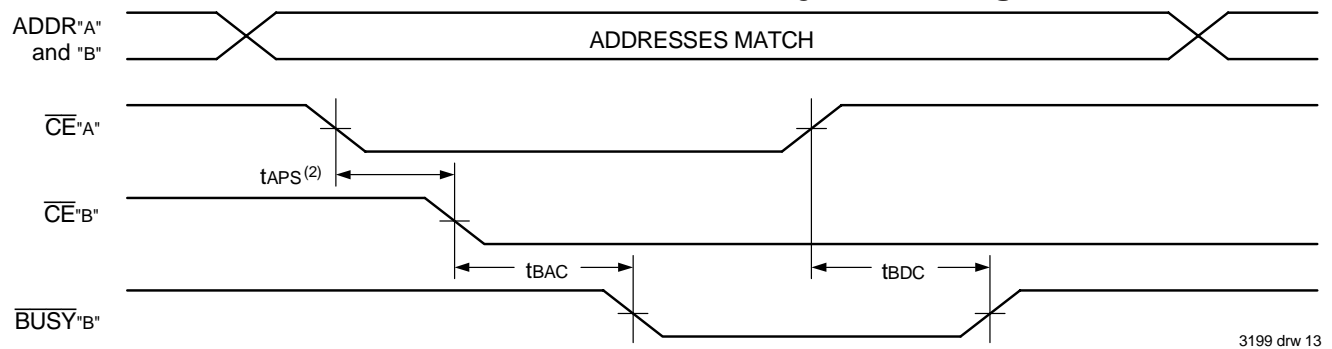 ADDR"A"
and "B"
ADDRESSES MATCH
CE"A"
tAPS(2)
CE"B"
tBAC
tBDC
BUSY"B"
3199 drw 13